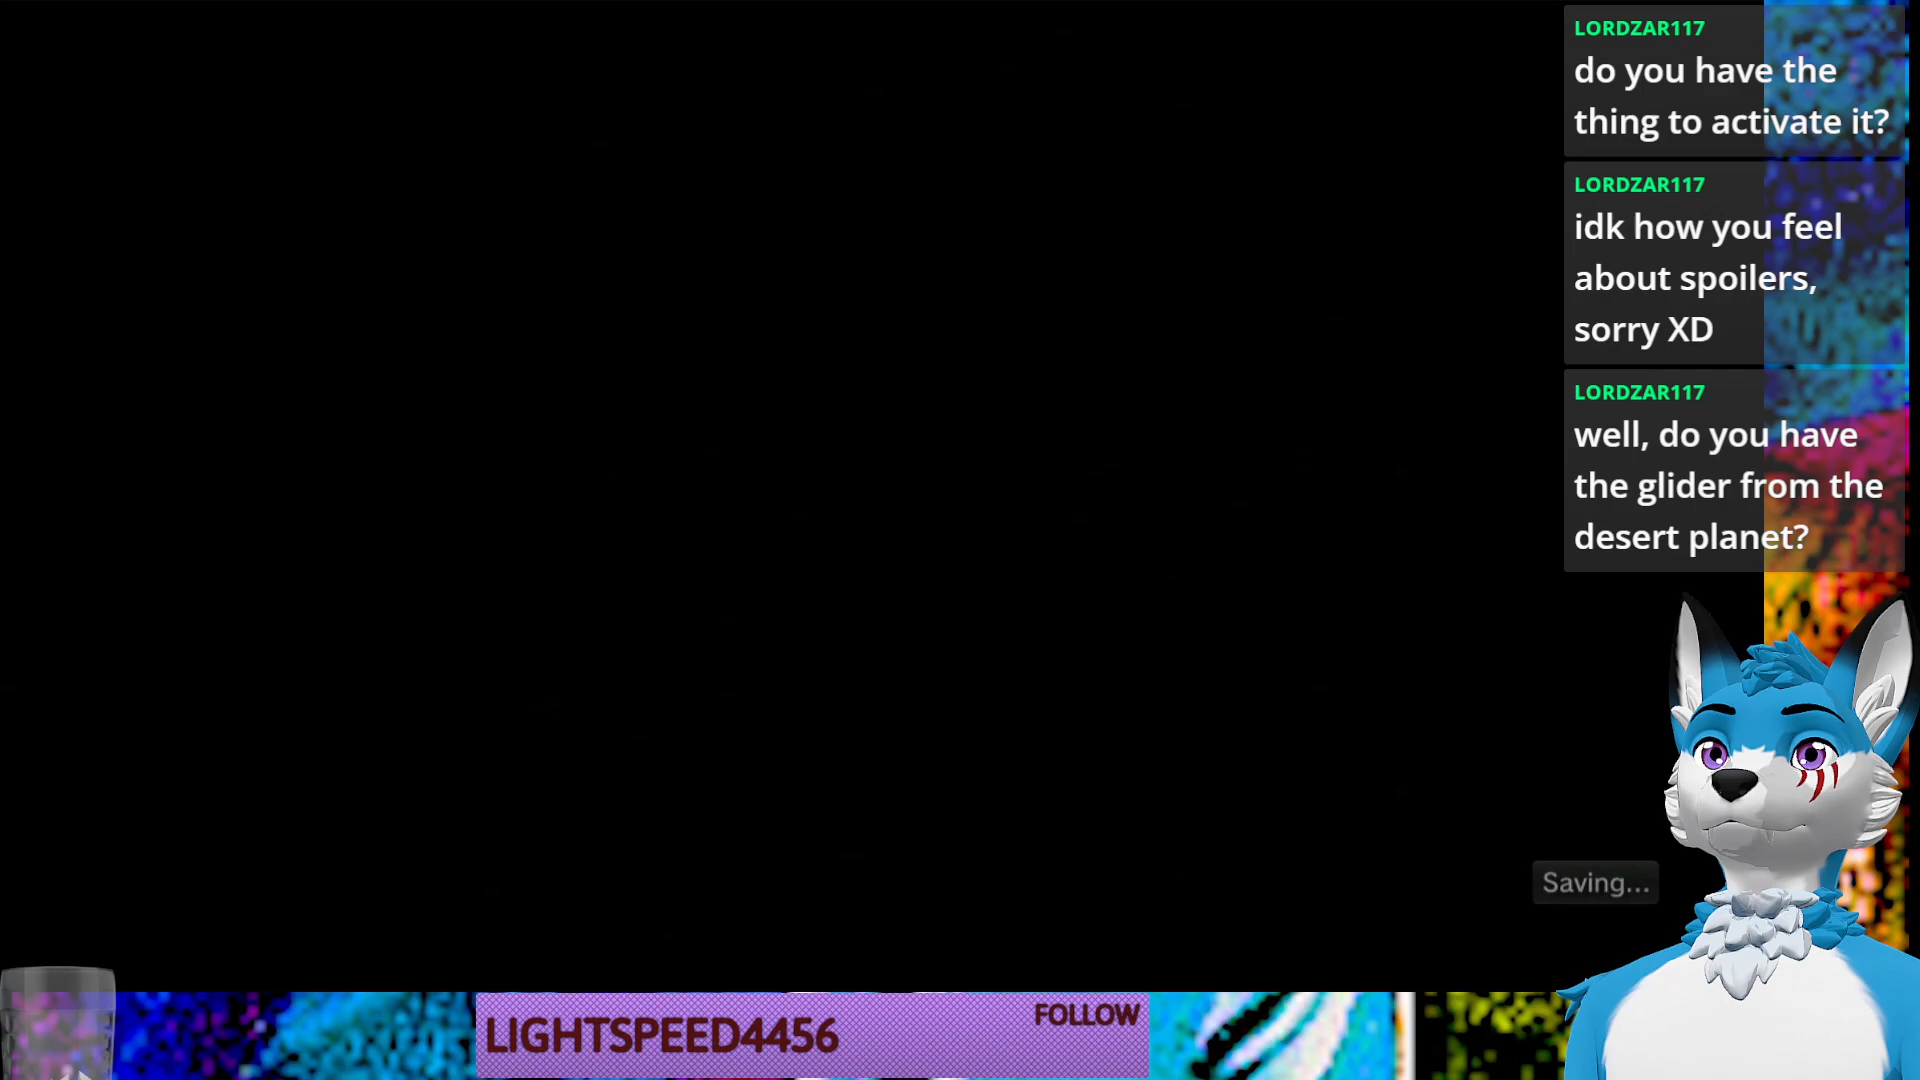 LORDZAR117
do you have the
thing to activate it?
LORDZAR117
idk how you feel
about spoilers,
sorry XD
LORDZAR117
well, do you have
the glider from the
desert planet?
Saving...
LIGHTSPEED4456
FOLLOW